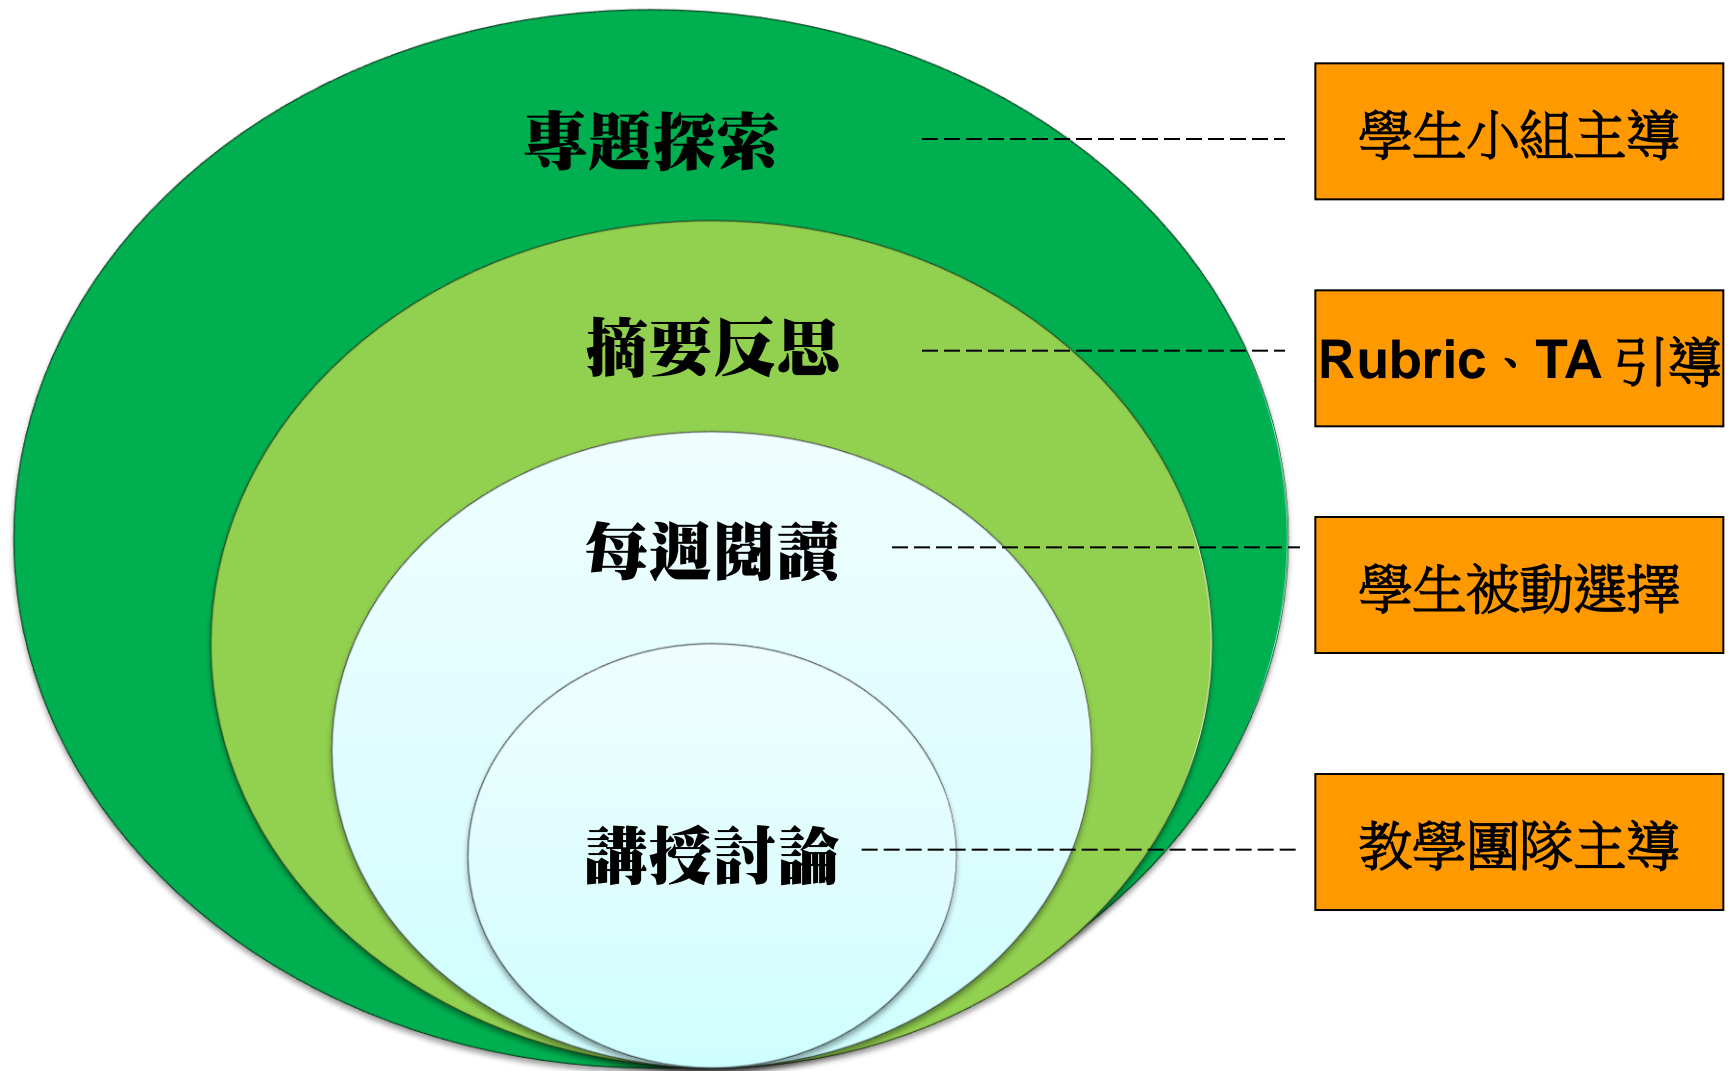 專題探索
學生小組主導
摘要反思
Rubric、TA 引導
每週閱讀
學生被動選擇
講授討論
教學團隊主導